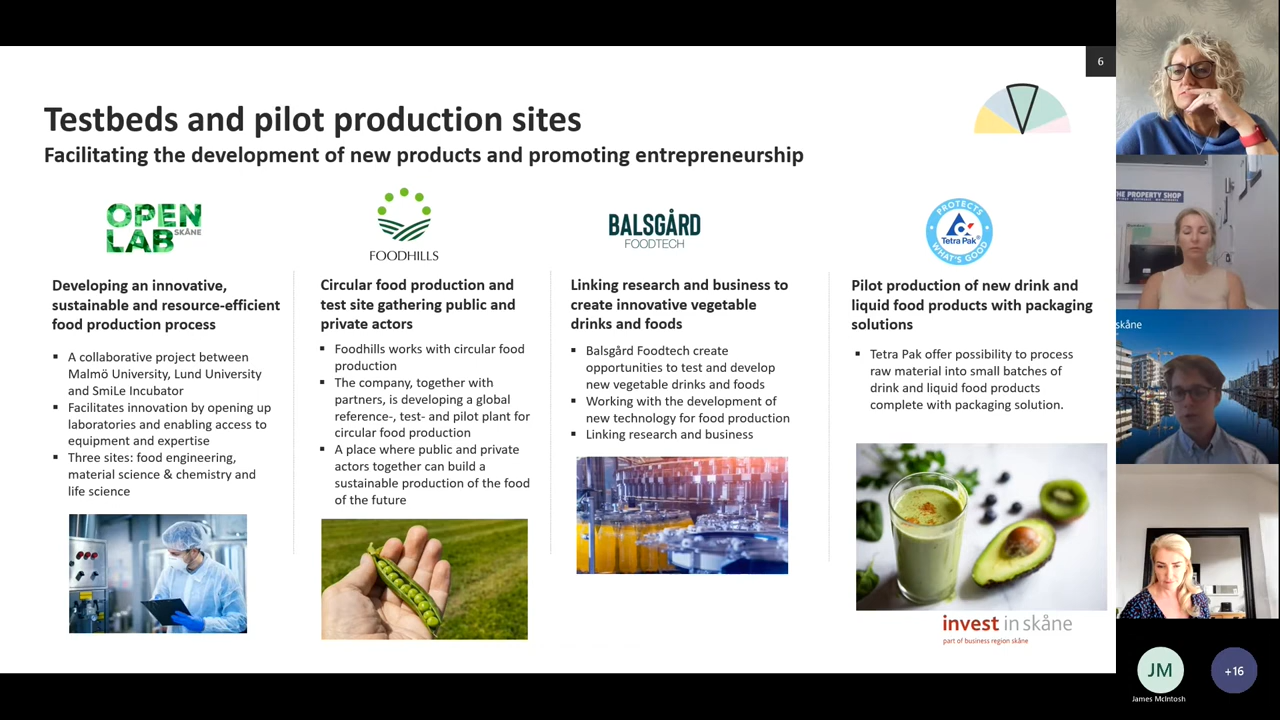 6
Testbeds and pilot production sites
Facilitating the development of new products and promoting entrepreneurship
OPEN
LAB SKÅNE
Developing an innovative,
sustainable and resource-efficient
food production process
▪ A collaborative project between
Malmö University, Lund University
and SmiLe Incubator
▪ Facilitates innovation by opening up
laboratories and enabling access to
equipment and expertise
▪ Three sites: food engineering,
material science & chemistry and
life science
FOODHILLS
Circular food production and
test site gathering public and
private actors
▪ Foodhills works with circular food
production
▪ The company, together with
partners, is developing a global
reference-, test- and pilot plant for
circular food production
▪ A place where public and private
actors together can build a
sustainable production of the food
of the future
BALSGÅRD
FOODTECH
Linking research and business to
create innovative vegetable
drinks and foods
▪ Balsgård Foodtech create
opportunities to test and develop
new vegetable drinks and foods
▪ Working with the development of
new technology for food production
▪ Linking research and business
PROTECTS
Tetra Pak®
WHAT'S GOOD
Pilot production of new drink and
liquid food products with packaging
solutions
▪ Tetra Pak offer possibility to process
raw material into small batches of
drink and liquid food products
complete with packaging solution.
invest in skåne
part of business region skåne
THE PROPERTY SHOP
skåne
JM
James McIntosh
+16